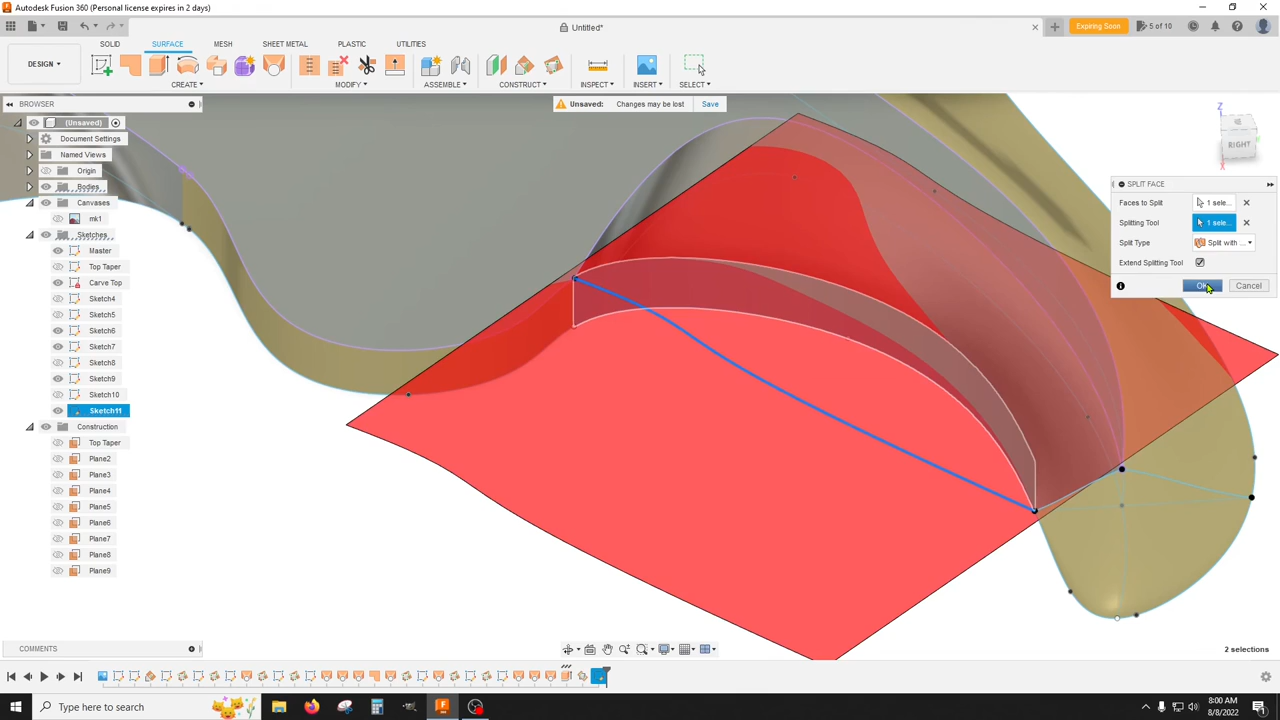 Autodesk Fusion 360 (Personal license expires in 2 days)
Untitled*
Expiring Soon
5 of 10
DESIGN
SOLID
SURFACE
MESH
SHEET METAL
PLASTIC
UTILITIES
CREATE
MODIFY
ASSEMBLE
CONSTRUCT
INSPECT
INSERT
SELECT
BROWSER
Unsaved: Changes may be lost
Save
(Unsaved)
Document Settings
Named Views
Origin
Bodies
Canvases
mk1
Sketches
Master
Top Taper
Carve Top
Sketch4
Sketch5
Sketch6
Sketch7
Sketch8
Sketch9
Sketch10
Sketch11
Construction
Top Taper
Plane2
Plane3
Plane4
Plane5
Plane6
Plane7
Plane8
Plane9
Z
RIGHT
X
SPLIT FACE
Faces to Split
1 sele...
Splitting Tool
1 sele...
Split Type
Split with ...
Extend Splitting Tool
Cancel
COMMENTS
2 selections
Type here to search
8:00 AM
8/8/2022